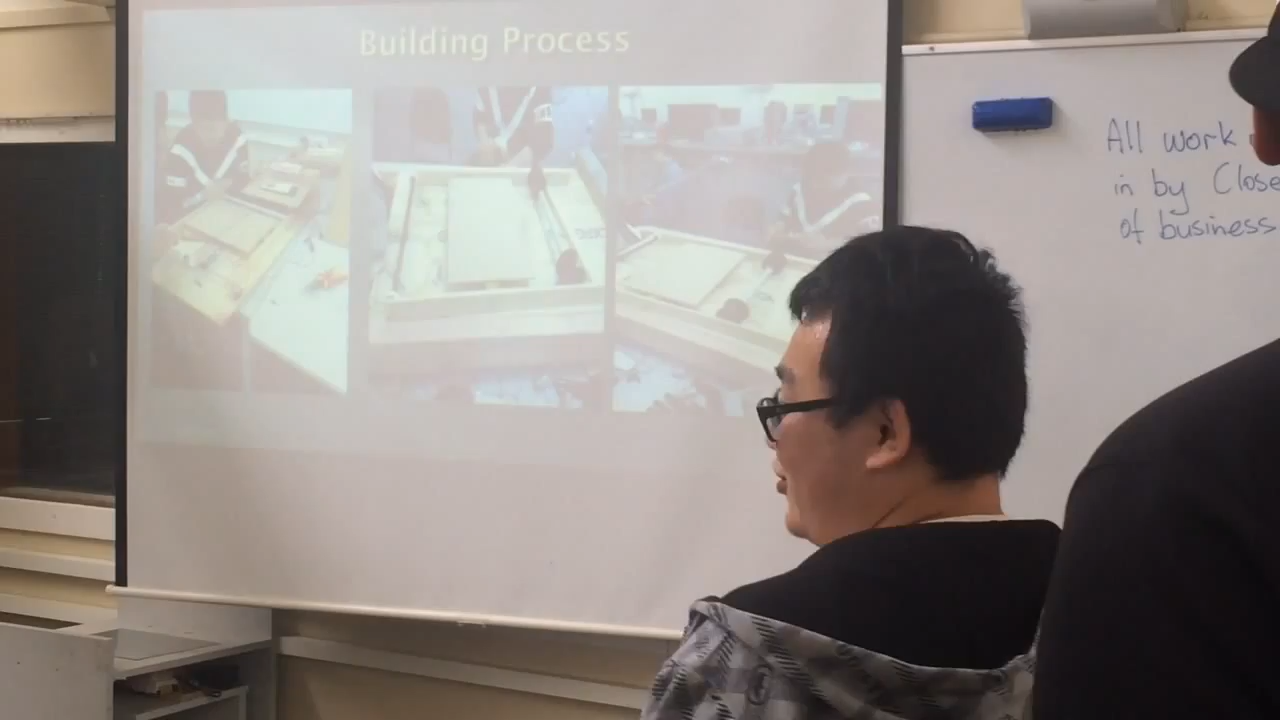 Building Process
All work
in by Close
of business